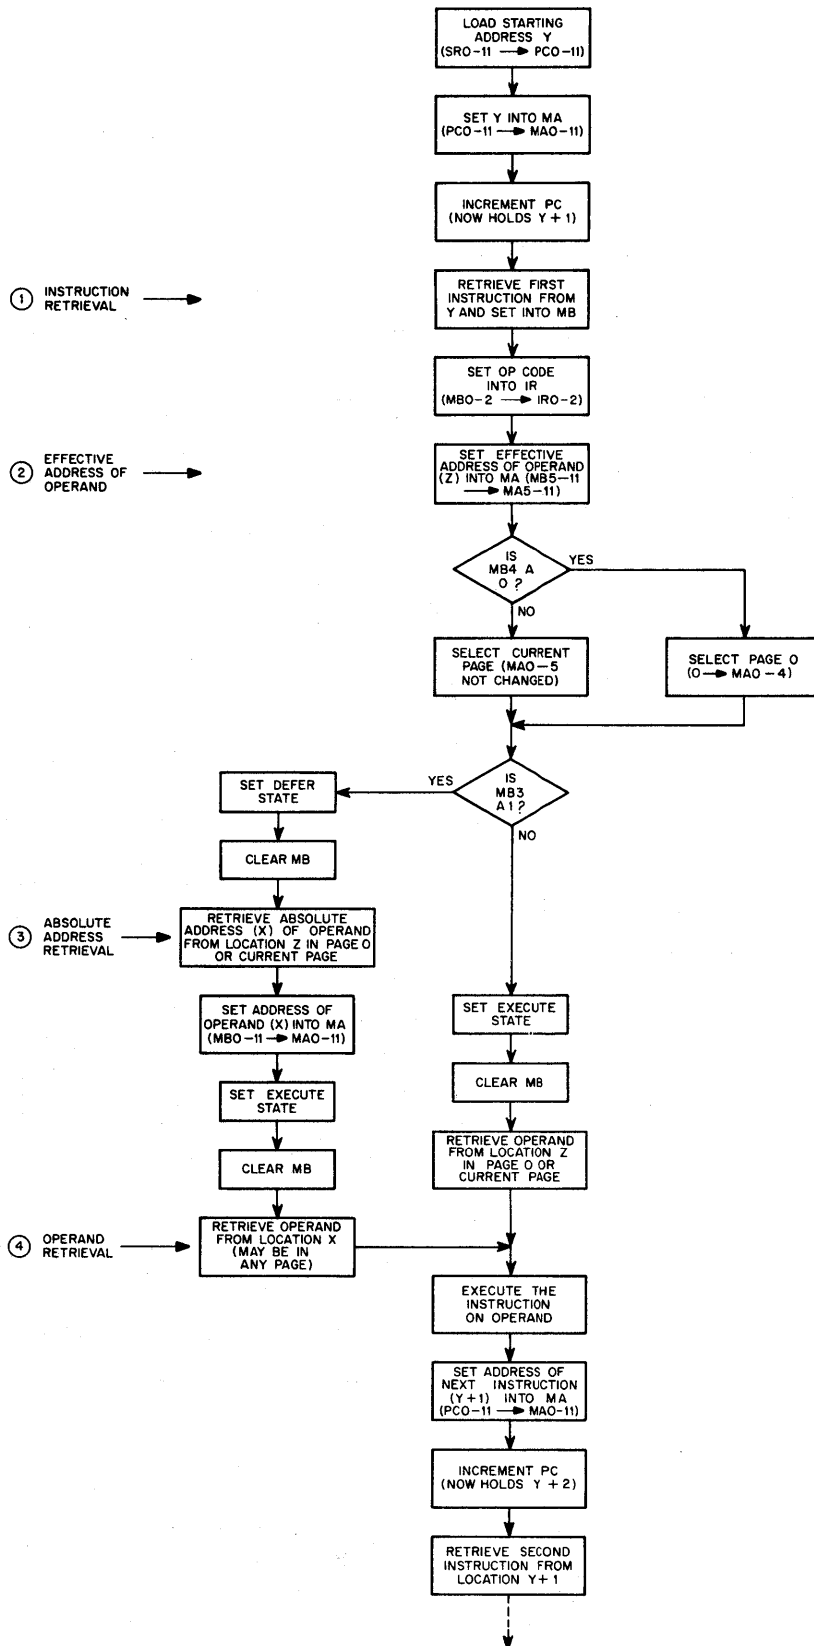 LOAD STARTING
ADDRESS Y
(SR0-11 → PC0-11)
SET Y INTO MA
(PC0-11 → MA0-11)
INCREMENT PC
(NOW HOLDS Y+1)
① INSTRUCTION
RETRIEVAL
RETRIEVE FIRST
INSTRUCTION FROM
Y AND SET INTO MB
SET OP CODE
INTO IR
(MB0-2 → IR0-2)
② EFFECTIVE
ADDRESS OF
OPERAND
SET EFFECTIVE
ADDRESS OF OPERAND
(Z) INTO MA (MB5-11
→ MA5-11)
IS
MB4 A
0 ?
YES
NO
SELECT CURRENT
PAGE (MA0-5
NOT CHANGED)
SELECT PAGE 0
(0 → MA0-4)
IS
MB3
A 1 ?
YES
NO
SET DEFER
STATE
CLEAR MB
③ ABSOLUTE
ADDRESS
RETRIEVAL
RETRIEVE ABSOLUTE
ADDRESS (X) OF OPERAND
FROM LOCATION Z IN PAGE 0
OR CURRENT PAGE
SET ADDRESS OF
OPERAND (X) INTO MA
(MB0-11 → MA0-11)
SET EXECUTE
STATE
CLEAR MB
SET EXECUTE
STATE
CLEAR MB
RETRIEVE OPERAND
FROM LOCATION Z
IN PAGE 0 OR
CURRENT PAGE
④ OPERAND
RETRIEVAL
RETRIEVE OPERAND
FROM LOCATION X
(MAY BE IN
ANY PAGE)
EXECUTE THE
INSTRUCTION
ON OPERAND
SET ADDRESS OF
NEXT INSTRUCTION
(Y+1) INTO MA
(PC0-11 → MA0-11)
INCREMENT PC
(NOW HOLDS Y + 2)
RETRIEVE SECOND
INSTRUCTION FROM
LOCATION Y+1